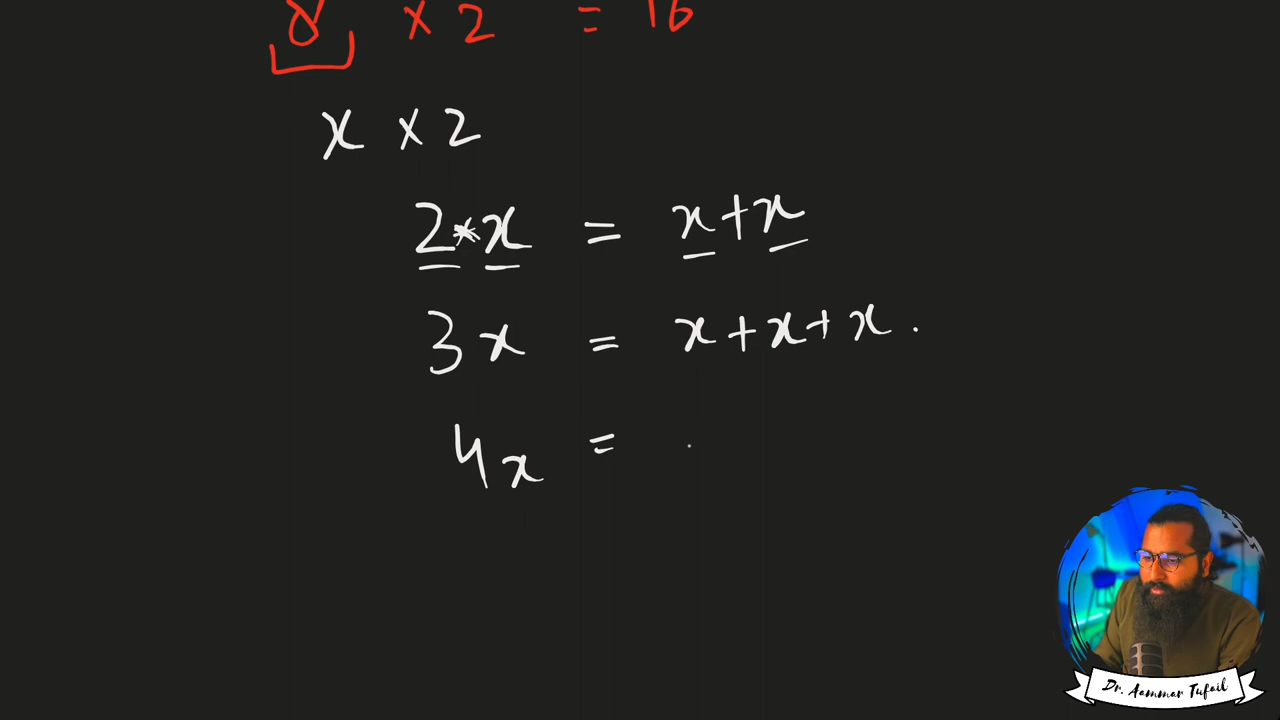 8 × 2 = 16
x × 2
2 * x = x + x
3x = x + x + x .
4x = .
Dr. Aammar Tufail